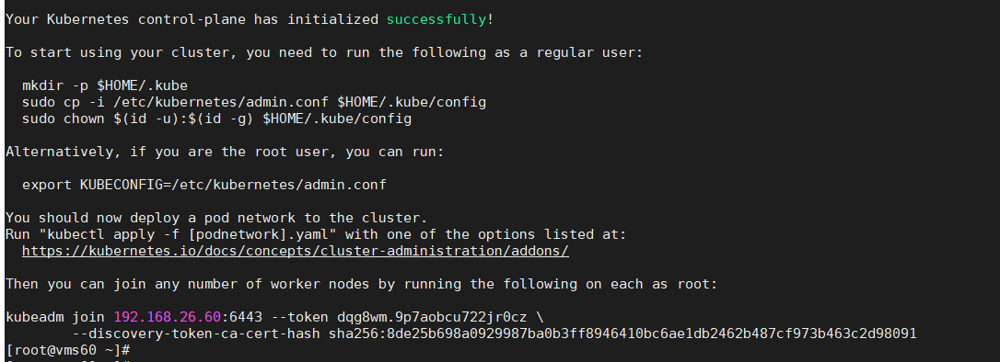 Your Kubernetes control-plane has initialized successfully!
To start using your cluster, you need to run the following as a regular user:
mkdir -p $HOME/.kube
sudo cp -i /etc/kubernetes/admin.conf $HOME/.kube/config
sudo chown $(id -u):$(id -g) $HOME/.kube/config
Alternatively, if you are the root user, you can run:
export KUBECONFIG=/etc/kubernetes/admin.conf
You should now deploy a pod network to the cluster.
Run "kubectl apply -f [podnetwork].yaml" with one of the options listed at:
https://kubernetes.io/docs/concepts/cluster-administration/addons/
Then you can join any number of worker nodes by running the following on each as root:
kubeadm join 192.168.26.60:6443 --token dqg8wm.9p7aobcu722jr0cz \
--discovery-token-ca-cert-hash sha256:8de25b698a0929987ba0b3ff8946410bc6ae1db2462b487cf973b463c2d98091
[root@vms60 ~]#